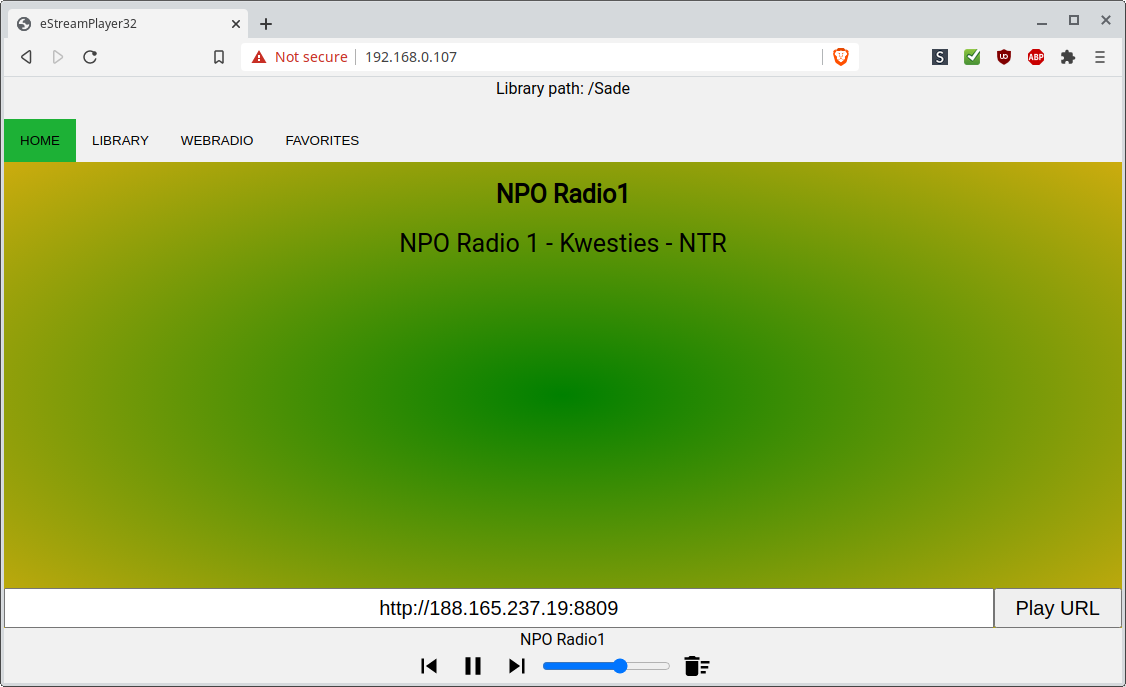 eStreamPlayer32
Not secure 192.168.0.107
S UO ABP
Library path: /Sade
HOME LIBRARY WEBRADIO FAVORITES
NPO Radio1
NPO Radio 1 - Kwesties - NTR
http://188.165.237.19:8809 Play URL
NPO Radio1